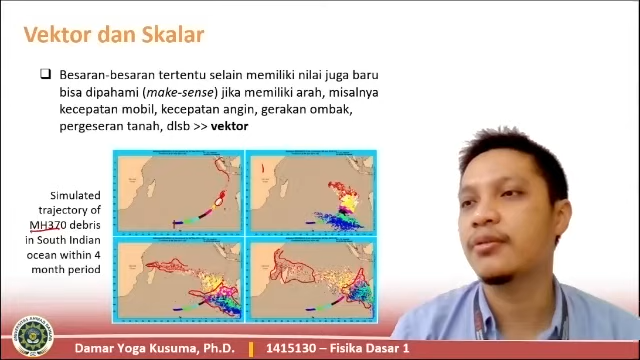 Vektor dan Skalar
Besaran-besaran tertentu selain memiliki nilai juga baru
bisa dipahami (make-sense) jika memiliki arah, misalnya
kecepatan mobil, kecepatan angin, gerakan ombak,
pergeseran tanah, dlsb >> vektor
Simulated
trajectory of
MH370 debris
in South Indian
ocean within 4
month period
Damar Yoga Kusuma, Ph.D. | 1415130 – Fisika Dasar 1